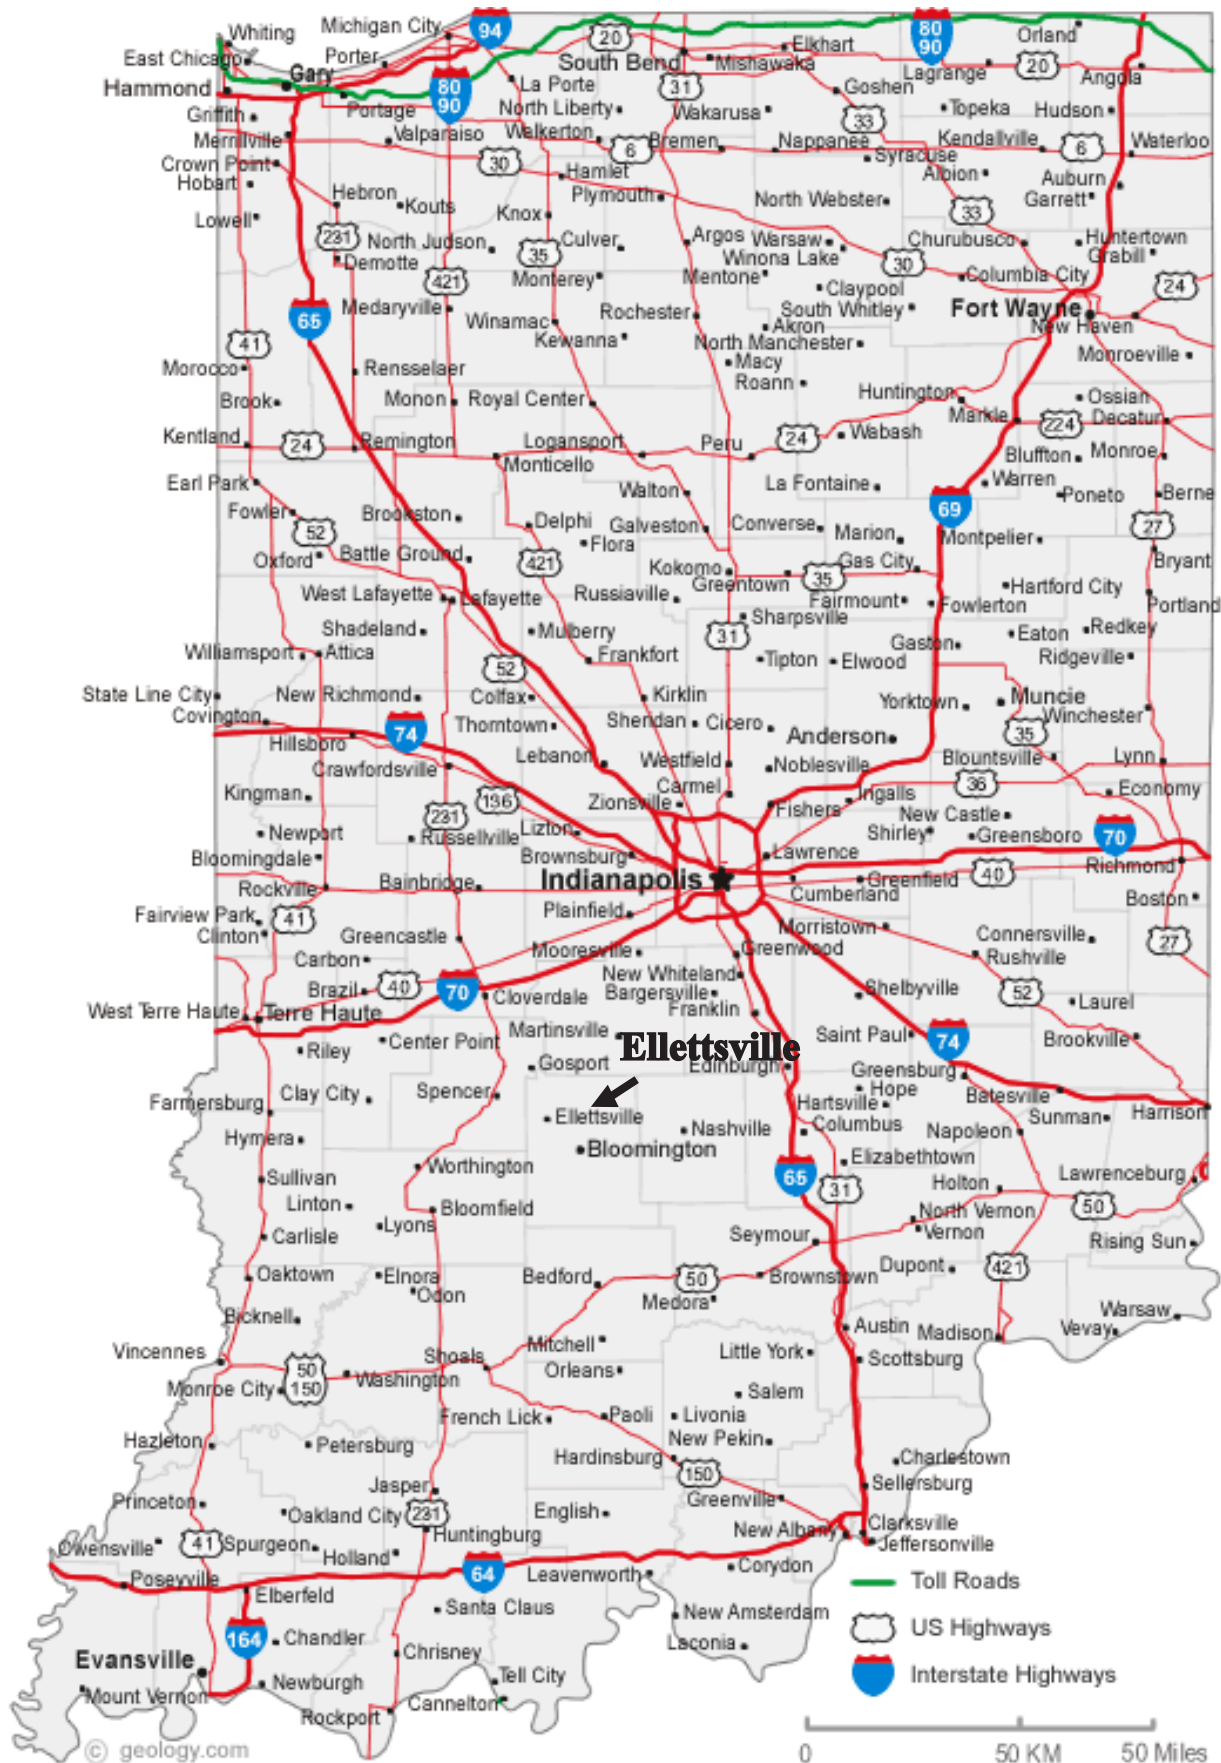 Whiting
Michigan City
94
20
80
90
Orland
East Chicago
Porter
South Bend
Elkhart
Mishawaka
Lagrange
20
Angola
Hammond
Gary
80
90
La Porte
31
Goshen
Griffith
Portage
North Liberty
Wakarusa
33
Topeka
Hudson
Merrillville
Valparaiso
Walkerton
6
Bremen
Nappanee
Kendallville
6
Waterloo
Crown Point
30
Hamlet
Syracuse
Albion
Hobart
Hebron
Plymouth
North Webster
Auburn
Garrett
Lowell
Kouts
Knox
33
231
North Judson
Culver
Argos
Warsaw
Churubusco
Huntertown
Demotte
35
Winona Lake
30
Grabill
421
Monterey
Mentone
Claypool
Columbia City
24
65
Medaryville
Winamac
Rochester
South Whitley
Fort Wayne
Akron
New Haven
41
Kewanna
North Manchester
Monroeville
Morocco
Rensselaer
Macy
Roann
Brook
Monon
Royal Center
Huntington
Ossian
Markle
224
Decatur
Kentland
24
Remington
Logansport
Peru
24
Wabash
Monticello
Bluffton
Monroe
Earl Park
Walton
La Fontaine
Warren
Poneto
Berne
Fowler
52
Brookston
Delphi
Galveston
Converse
Marion
69
27
Oxford
Battle Ground
Flora
Montpelier
421
Kokomo
Greentown
35
Gas City
Bryant
West Lafayette
Lafayette
Russiaville
Fairmount
Fowlerton
Hartford City
Portland
Shadeland
Mulberry
31
Sharpsville
Gaston
Eaton
Redkey
Williamsport
Attica
52
Frankfort
Tipton
Elwood
Ridgeville
State Line City
New Richmond
Colfax
Kirklin
Yorktown
Muncie
Covington
74
Thorntown
Sheridan
Cicero
Anderson
35
Winchester
Hillsboro
Crawfordsville
Lebanon
Westfield
Noblesville
Blountsville
Lynn
Kingman
136
Zionsville
Carmel
Fishers
Ingalls
36
Economy
231
Newport
Russellville
Lizton
Shirley
New Castle
Greensboro
70
Bloomingdale
Brownsburg
Lawrence
Richmond
Rockville
Bainbridge
Indianapolis
Cumberland
Greenfield
40
Boston
Fairview Park
41
Plainfield
Morristown
Clinton
Greencastle
Mooresville
Greenwood
Connersville
27
Carbon
Rushville
Brazil
40
70
Cloverdale
New Whiteland
Bargersville
Shelbyville
52
Laurel
West Terre Haute
Terre Haute
Franklin
Martinsville
Saint Paul
74
Brookville
Riley
Center Point
Ellettsville
Gosport
Edinburgh
Greensburg
Farmersburg
Clay City
Spencer
Hope
Hartsville
Batesville
Sunman
Harrison
Ellettsville
Hymera
Nashville
Columbus
Napoleon
Bloomington
Worthington
Elizabethtown
Lawrenceburg
Sullivan
65
31
Holton
Linton
Bloomfield
50
Lyons
North Vernon
Carlisle
Seymour
Vernon
Rising Sun
Oaktown
Elnora
Bedford
50
Brownstown
Dupont
421
Odon
Medora
Bicknell
Warsaw
Mitchell
Austin
Madison
Vevay
Vincennes
Shoals
Little York
Scottsburg
50
150
Orleans
Monroe City
Washington
Salem
French Lick
Paoli
Livonia
Hazleton
Petersburg
New Pekin
Hardinsburg
Charlestown
150
Jasper
Sellersburg
Princeton
Oakland City
231
English
Greenville
Clarksville
Owensville
41
Spurgeon
Huntingburg
New Albany
Jeffersonville
Holland
64
Leavenworth
Corydon
Poseyville
Elberfeld
Toll Roads
Santa Claus
New Amsterdam
US Highways
164
Chandler
Laconia
Evansville
Chrisney
Interstate Highways
Newburgh
Tell City
Mount Vernon
Cannelton
Rockport
© geology.com
0
50 KM
50 Miles